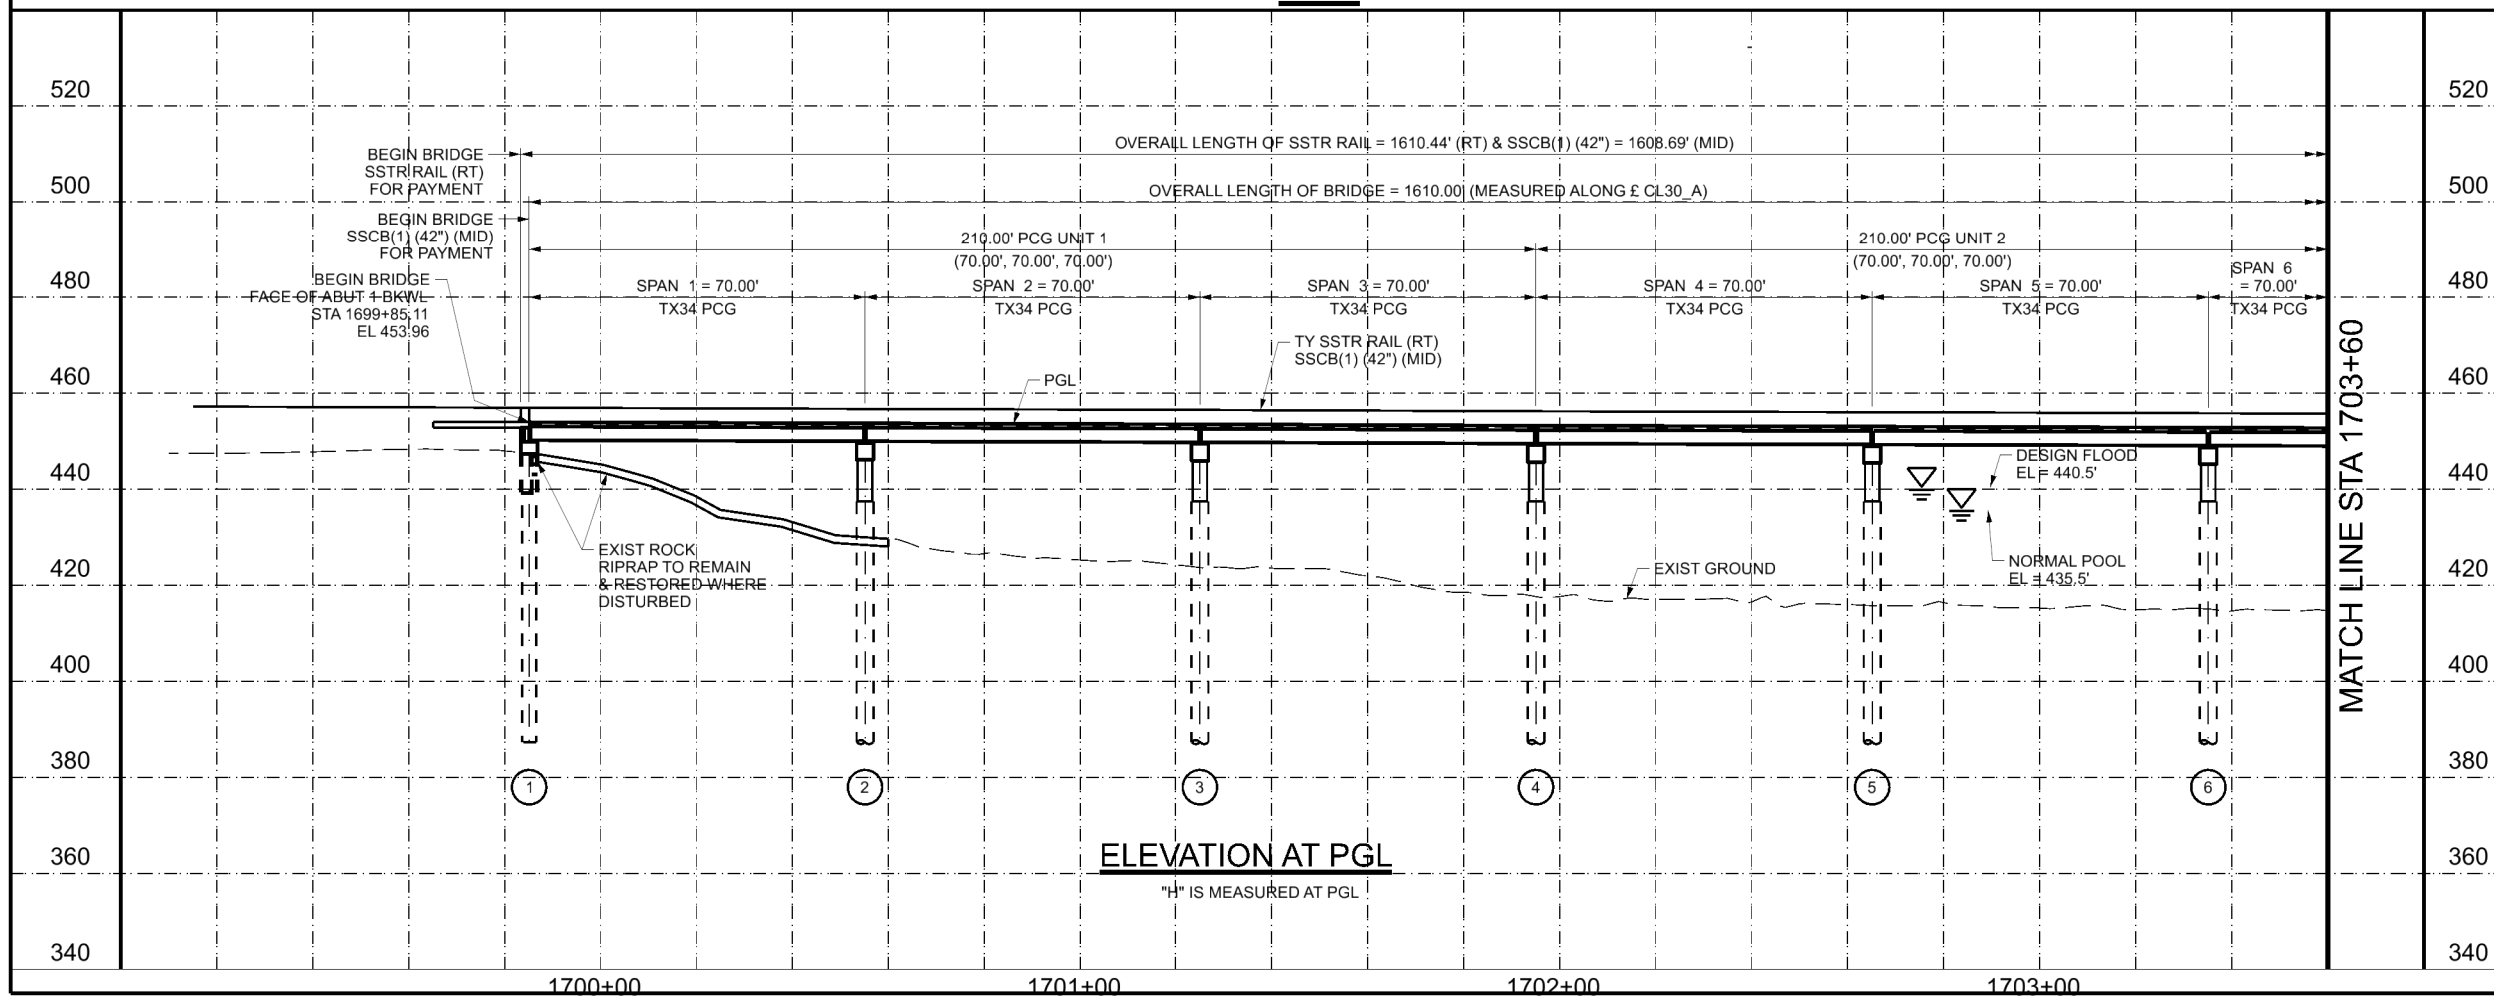 520
500
480
460
440
420
400
380
360
340
OVERALL LENGTH OF SSTR RAIL = 1610.44' (RT) & SSCB(1) (42") = 1608.69' (MID)
BEGIN BRIDGE
SSTR RAIL (RT)
FOR PAYMENT
OVERALL LENGTH OF BRIDGE = 1610.00' (MEASURED ALONG £ CL30_A)
BEGIN BRIDGE
SSCB(1) (42") (MID)
FOR PAYMENT
210.00' PCG UNIT 1
(70.00', 70.00', 70.00')
210.00' PCG UNIT 2
(70.00', 70.00', 70.00')
BEGIN BRIDGE
FACE OF ABUT 1 BKWL
STA 1699+85.11
EL 453.96
SPAN 1 = 70.00'
TX34 PCG
SPAN 2 = 70.00'
TX34 PCG
SPAN 3 = 70.00'
TX34 PCG
SPAN 4 = 70.00'
TX34 PCG
SPAN 5 = 70.00'
TX34 PCG
SPAN 6
= 70.00'
TX34 PCG
TY SSTR RAIL (RT)
SSCB(1) (42") (MID)
PGL
DESIGN FLOOD
EL = 440.5'
NORMAL POOL
EL = 435.5'
EXIST ROCK
RIPRAP TO REMAIN
& RESTORED WHERE
DISTURBED
EXIST GROUND
MATCH LINE STA 1703+60
1
2
3
4
5
6
ELEVATION AT PGL
"H" IS MEASURED AT PGL
1700+00
1701+00
1702+00
1703+00
520
500
480
460
440
420
400
380
360
340